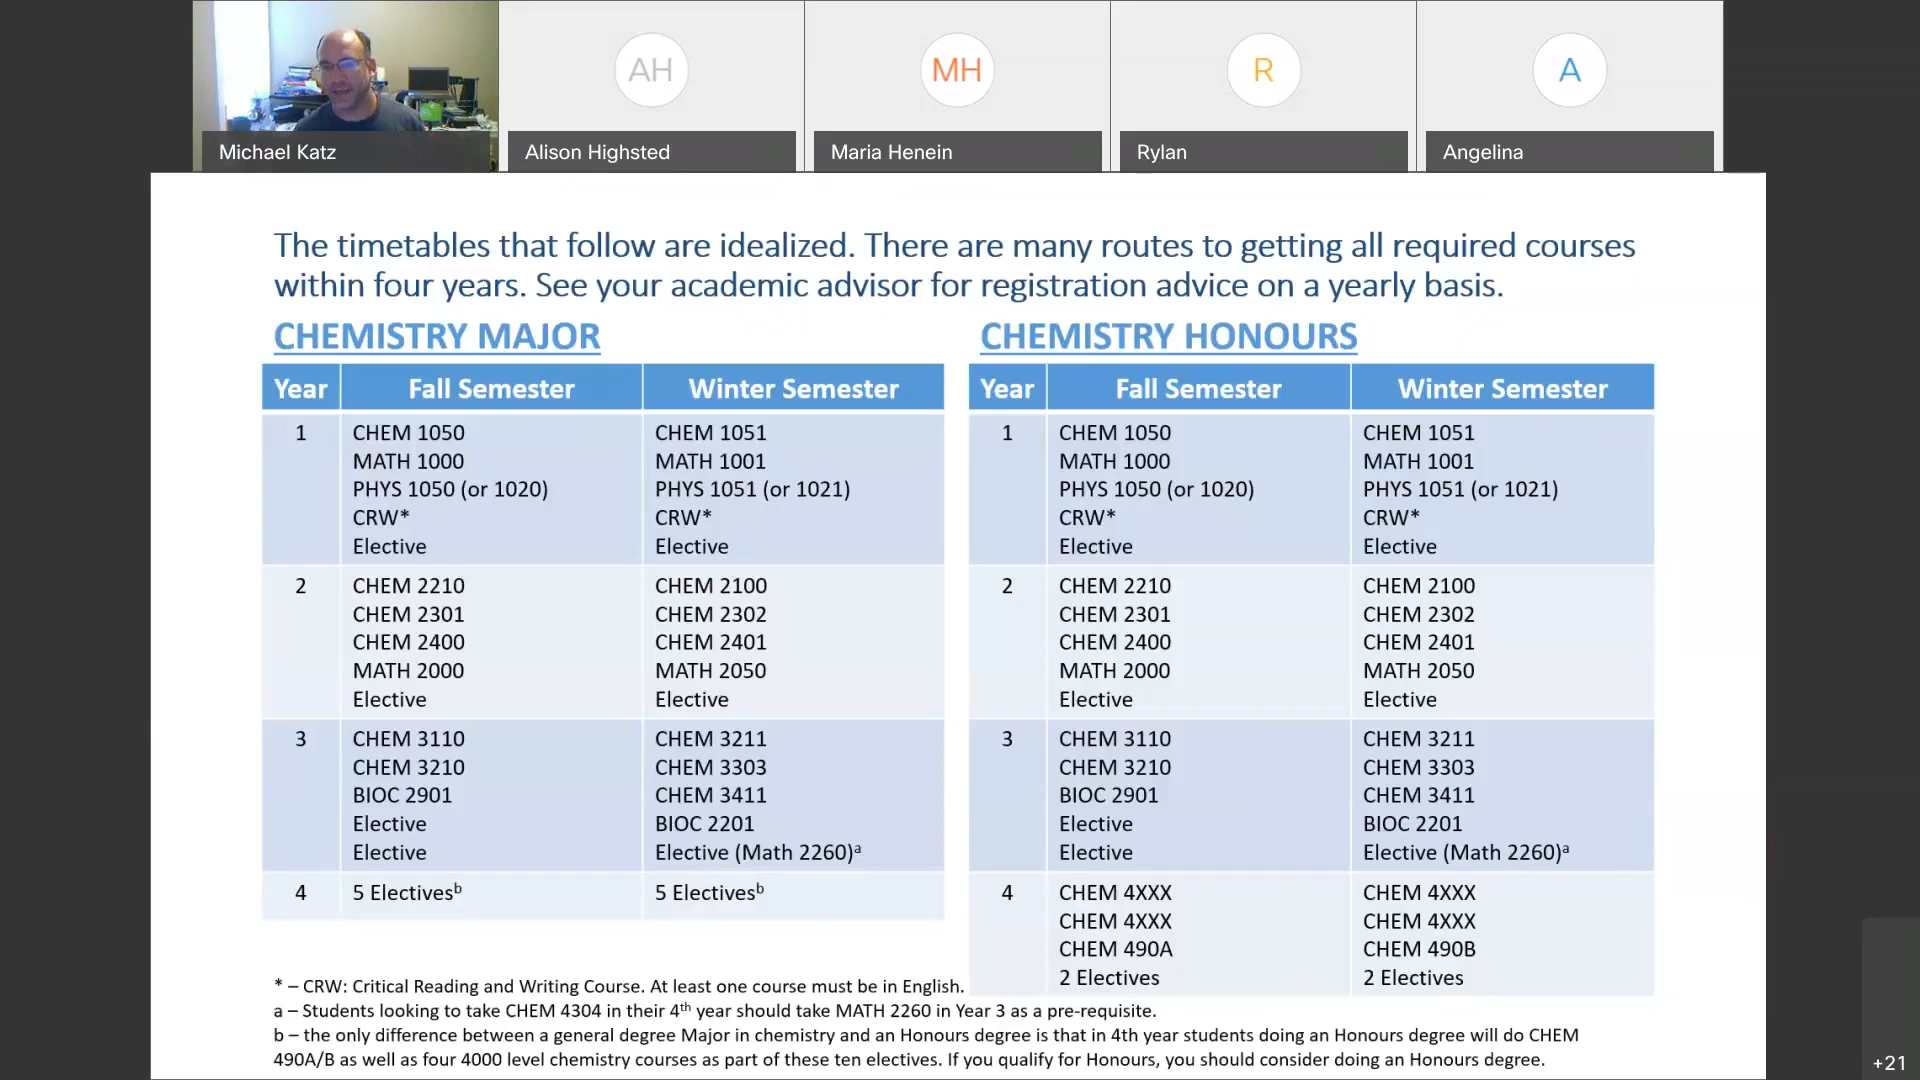 AH
MH
R
A
Michael Katz
Alison Highsted
Maria Henein
Rylan
Angelina
The timetables that follow are idealized. There are many routes to getting all required courses
within four years. See your academic advisor for registration advice on a yearly basis.
CHEMISTRY MAJOR
Year Fall Semester Winter Semester
1 CHEM 1050 CHEM 1051
MATH 1000 MATH 1001
PHYS 1050 (or 1020) PHYS 1051 (or 1021)
CRW* CRW*
Elective Elective
2 CHEM 2210 CHEM 2100
CHEM 2301 CHEM 2302
CHEM 2400 CHEM 2401
MATH 2000 MATH 2050
Elective Elective
3 CHEM 3110 CHEM 3211
CHEM 3210 CHEM 3303
BIOC 2901 CHEM 3411
Elective BIOC 2201
Elective Elective (Math 2260)ᵃ
4 5 Electivesᵇ 5 Electivesᵇ
CHEMISTRY HONOURS
Year Fall Semester Winter Semester
1 CHEM 1050 CHEM 1051
MATH 1000 MATH 1001
PHYS 1050 (or 1020) PHYS 1051 (or 1021)
CRW* CRW*
Elective Elective
2 CHEM 2210 CHEM 2100
CHEM 2301 CHEM 2302
CHEM 2400 CHEM 2401
MATH 2000 MATH 2050
Elective Elective
3 CHEM 3110 CHEM 3211
CHEM 3210 CHEM 3303
BIOC 2901 CHEM 3411
Elective BIOC 2201
Elective Elective (Math 2260)ᵃ
4 CHEM 4XXX CHEM 4XXX
CHEM 4XXX CHEM 4XXX
CHEM 490A CHEM 490B
2 Electives 2 Electives
* – CRW: Critical Reading and Writing Course. At least one course must be in English.
a – Students looking to take CHEM 4304 in their 4ᵗʰ year should take MATH 2260 in Year 3 as a pre-requisite.
b – the only difference between a general degree Major in chemistry and an Honours degree is that in 4th year students doing an Honours degree will do CHEM
490A/B as well as four 4000 level chemistry courses as part of these ten electives. If you qualify for Honours, you should consider doing an Honours degree.
+21